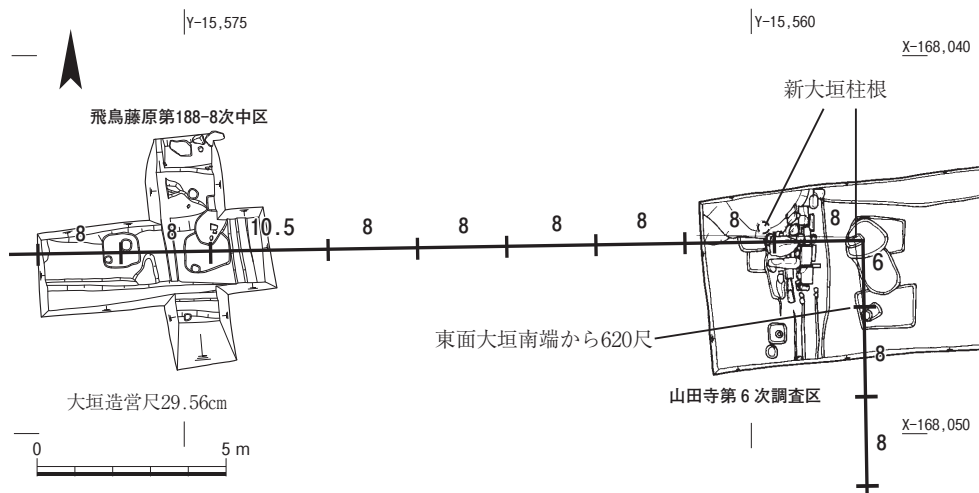 Y-15,575
Y-15,560
X-168,040
新大垣柱根
飛鳥藤原第188-8次中区
8
8
10.5
8
8
8
8
8
8
6
東面大垣南端から620尺
8
山田寺第6次調査区
大垣造営尺29.56cm
X-168,050
8
0
5 m